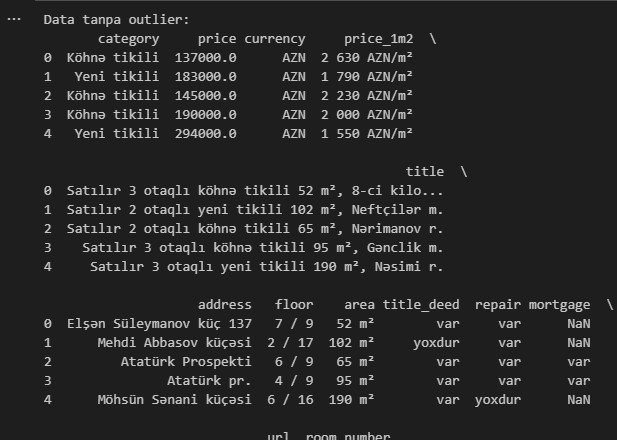 ... Data tanpa outlier:
category price currency price_1m2 \
0 Köhnə tikili 137000.0 AZN 2 630 AZN/m²
1 Yeni tikili 183000.0 AZN 1 790 AZN/m²
2 Köhnə tikili 145000.0 AZN 2 230 AZN/m²
3 Köhnə tikili 190000.0 AZN 2 000 AZN/m²
4 Yeni tikili 294000.0 AZN 1 550 AZN/m²
title \
0 Satılır 3 otaqlı köhnə tikili 52 m², 8-ci kilo...
1 Satılır 2 otaqlı yeni tikili 102 m², Neftçilər m.
2 Satılır 2 otaqlı köhnə tikili 65 m², Nərimanov r.
3 Satılır 3 otaqlı köhnə tikili 95 m², Gənclik m.
4 Satılır 3 otaqlı yeni tikili 190 m², Nəsimi r.
address floor area title_deed repair mortgage \
0 Elşən Süleymanov küç 137 7 / 9 52 m² var var NaN
1 Mehdi Abbasov küçəsi 2 / 17 102 m² yoxdur var NaN
2 Atatürk Prospekti 6 / 9 65 m² var var var
3 Atatürk pr. 4 / 9 95 m² var var var
4 Möhsün Sənani küçəsi 6 / 16 190 m² var yoxdur NaN
url room_number